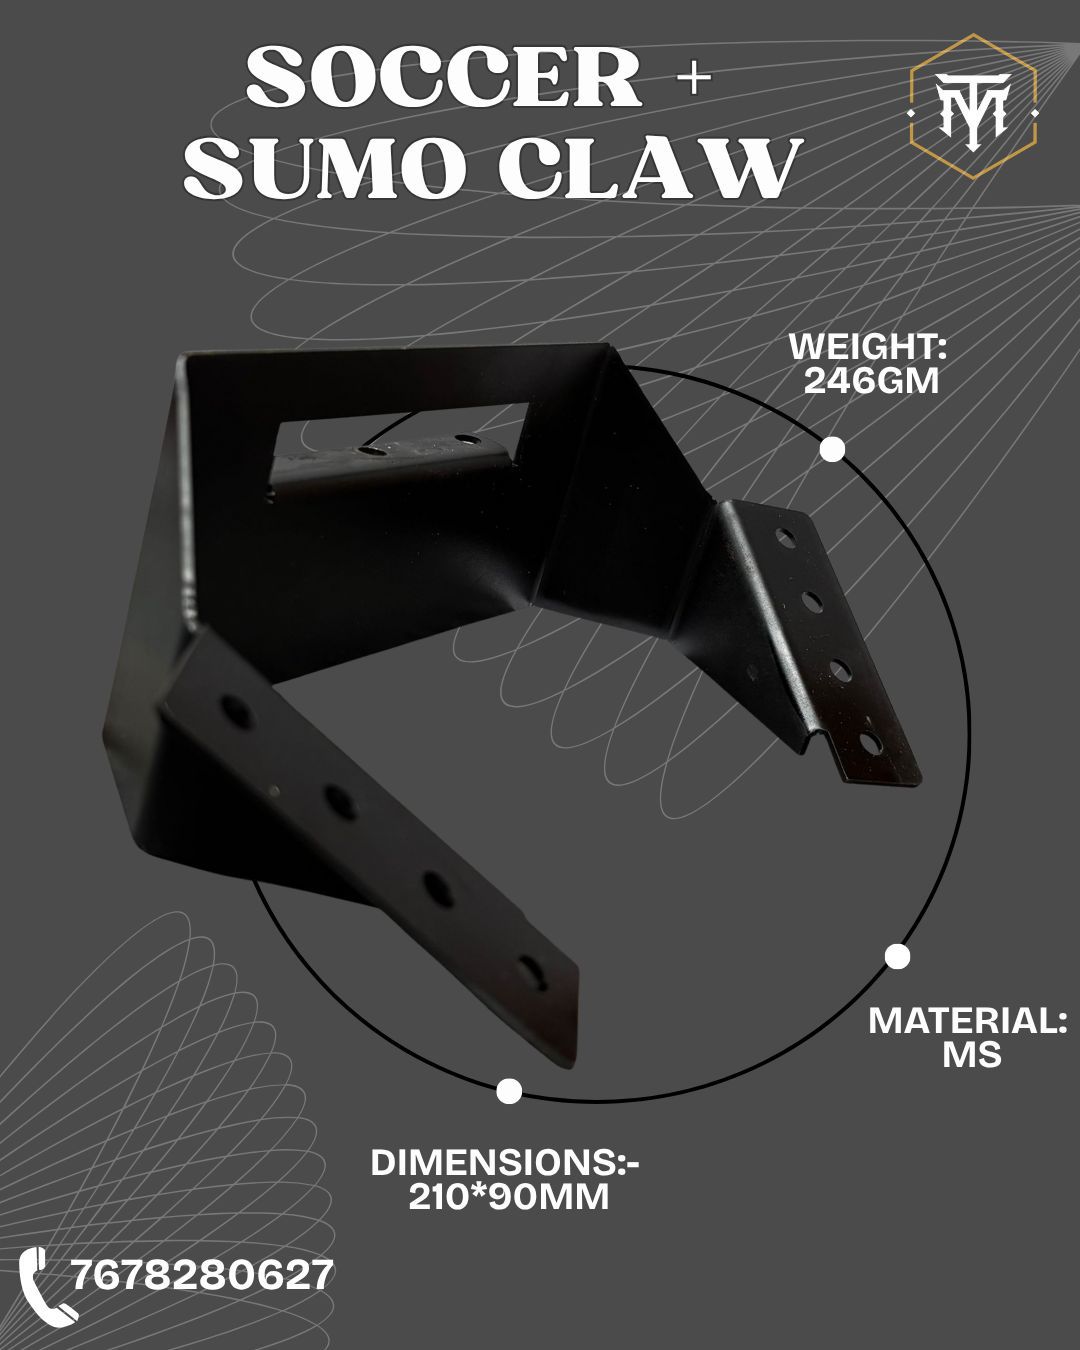 SOCCER +
SUMO CLAW
WEIGHT:
246GM
MATERIAL:
MS
DIMENSIONS:-
210*90MM
7678280627